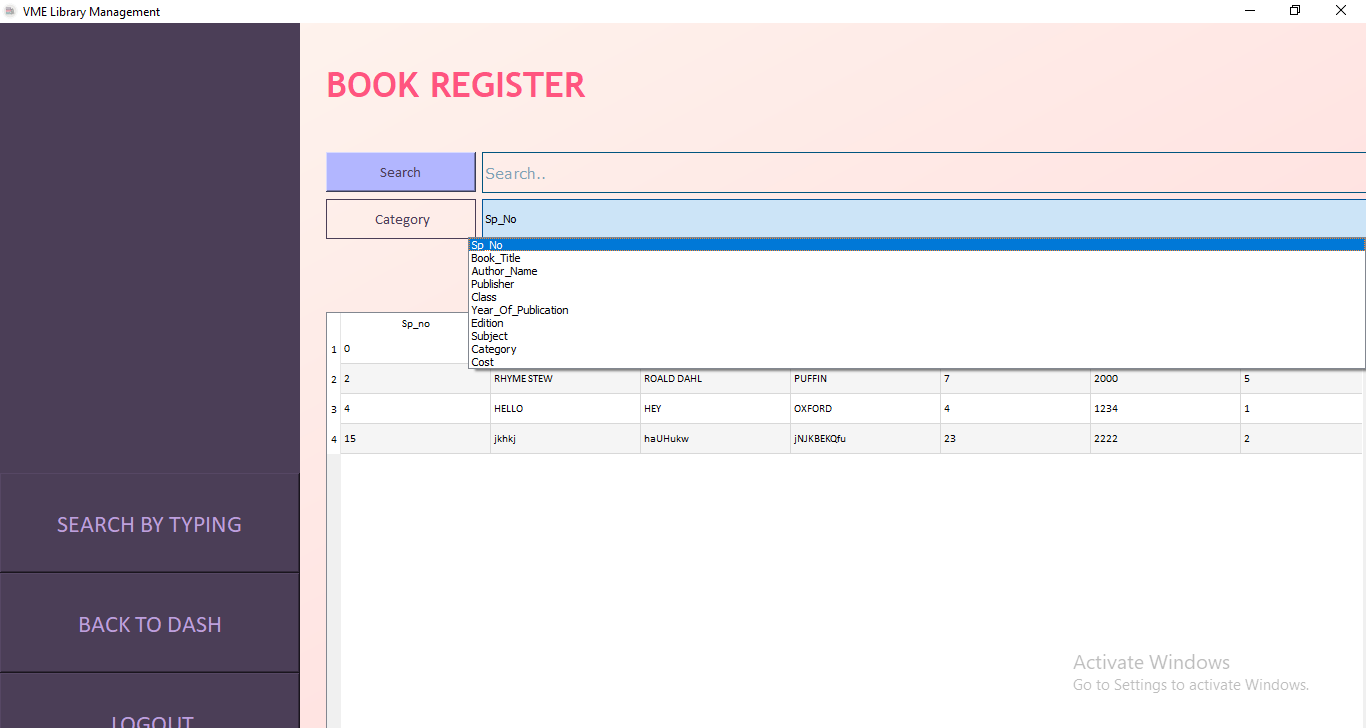 VME Library Management
BOOK REGISTER
Search
Search..
Category
Sp_No
Sp_No
Book_Title
Author_Name
Publisher
Class
Year_Of_Publication
Edition
Subject
Category
Cost
Sp_no
1 0
2 2 RHYME STEW ROALD DAHL PUFFIN 7 2000 5
3 4 HELLO HEY OXFORD 4 1234 1
4 15 jkhkj haUHukw jNJKBEKQfu 23 2222 2
SEARCH BY TYPING
BACK TO DASH
LOGOUT
Activate Windows
Go to Settings to activate Windows.